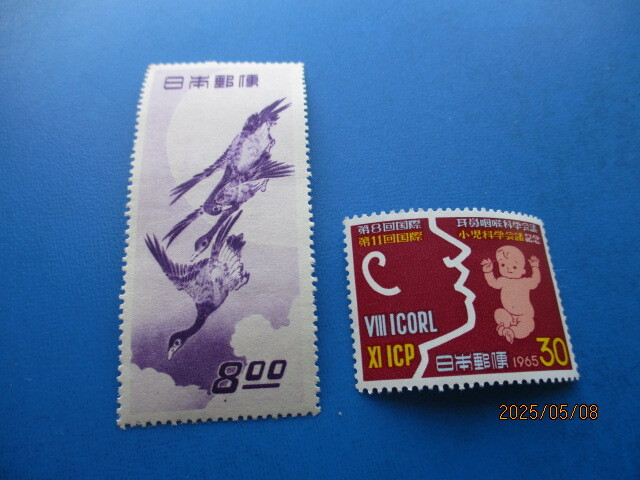 日本郵便
8.00
第8回国際 耳鼻咽喉科学会議
第11回国際 小児科学会議 記念
VIII ICORL
XI ICP
日本郵便 1965 30
2025/05/08